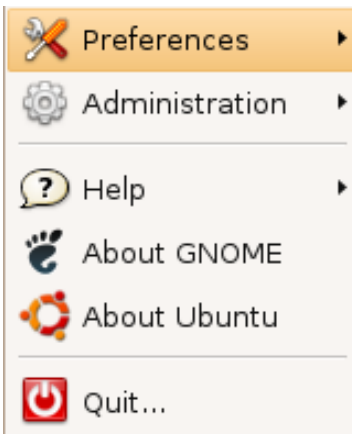 Preferences
Administration
Help
About GNOME
About Ubuntu
Quit...